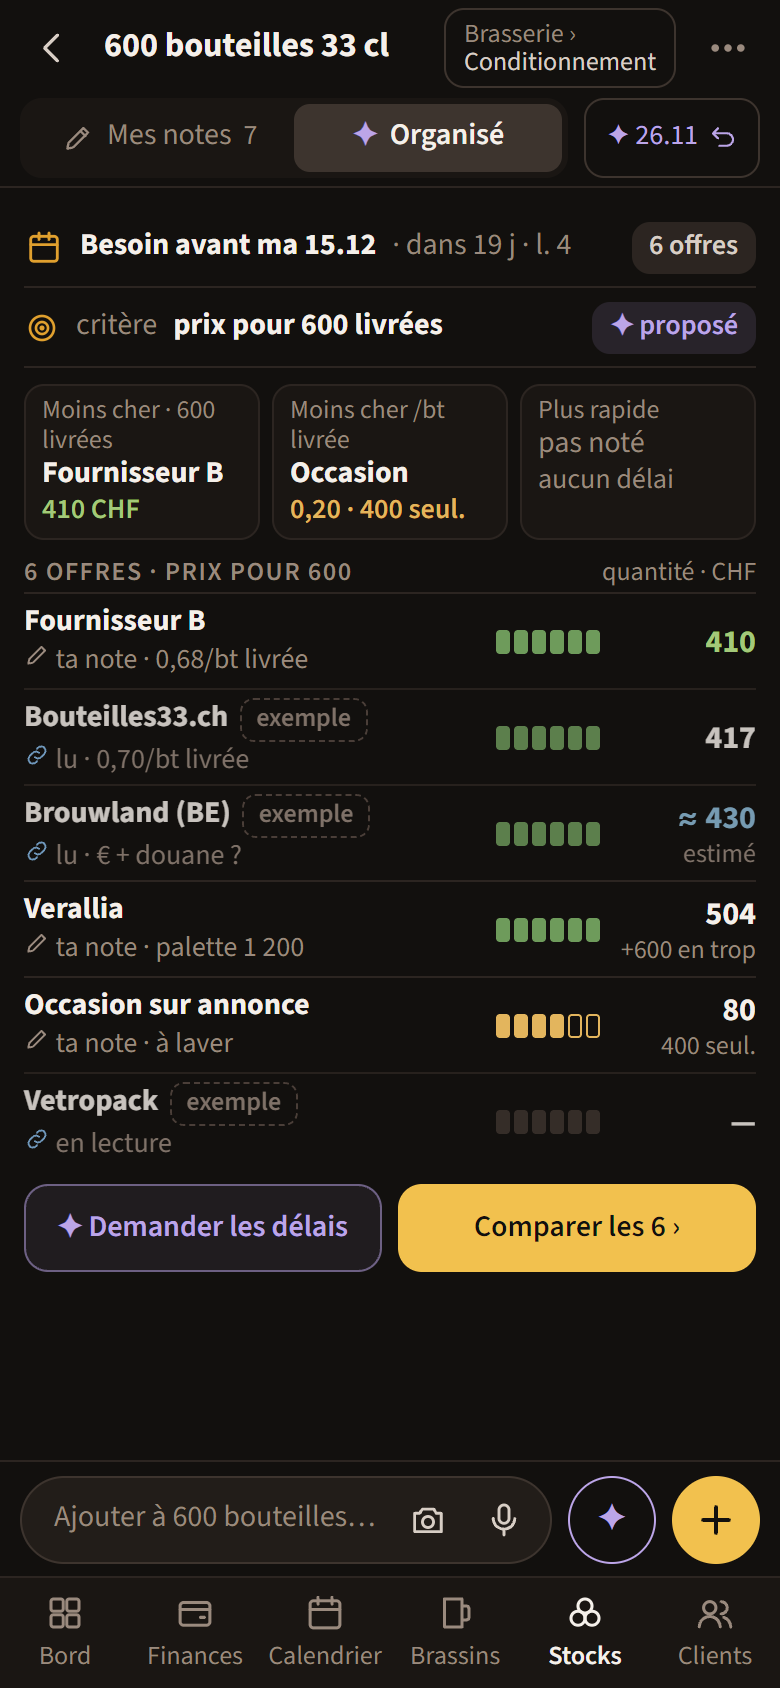 600 bouteilles 33 cl
Brasserie ›
Conditionnement
Mes notes 7
Organisé
26.11
Besoin avant ma 15.12 · dans 19 j · l. 4
6 offres
critère prix pour 600 livrées
proposé
Moins cher · 600
livrées
Fournisseur B
410 CHF
Moins cher /bt
livrée
Occasion
0,20 · 400 seul.
Plus rapide
pas noté
aucun délai
6 OFFRES · PRIX POUR 600
quantité · CHF
Fournisseur B
ta note · 0,68/bt livrée
410
Bouteilles33.ch exemple
lu · 0,70/bt livrée
417
Brouwland (BE) exemple
lu · € + douane ?
≈ 430
estimé
Verallia
ta note · palette 1 200
504
+600 en trop
Occasion sur annonce
ta note · à laver
80
400 seul.
Vetropack exemple
en lecture
—
Demander les délais
Comparer les 6 ›
Ajouter à 600 bouteilles…
Bord
Finances
Calendrier
Brassins
Stocks
Clients